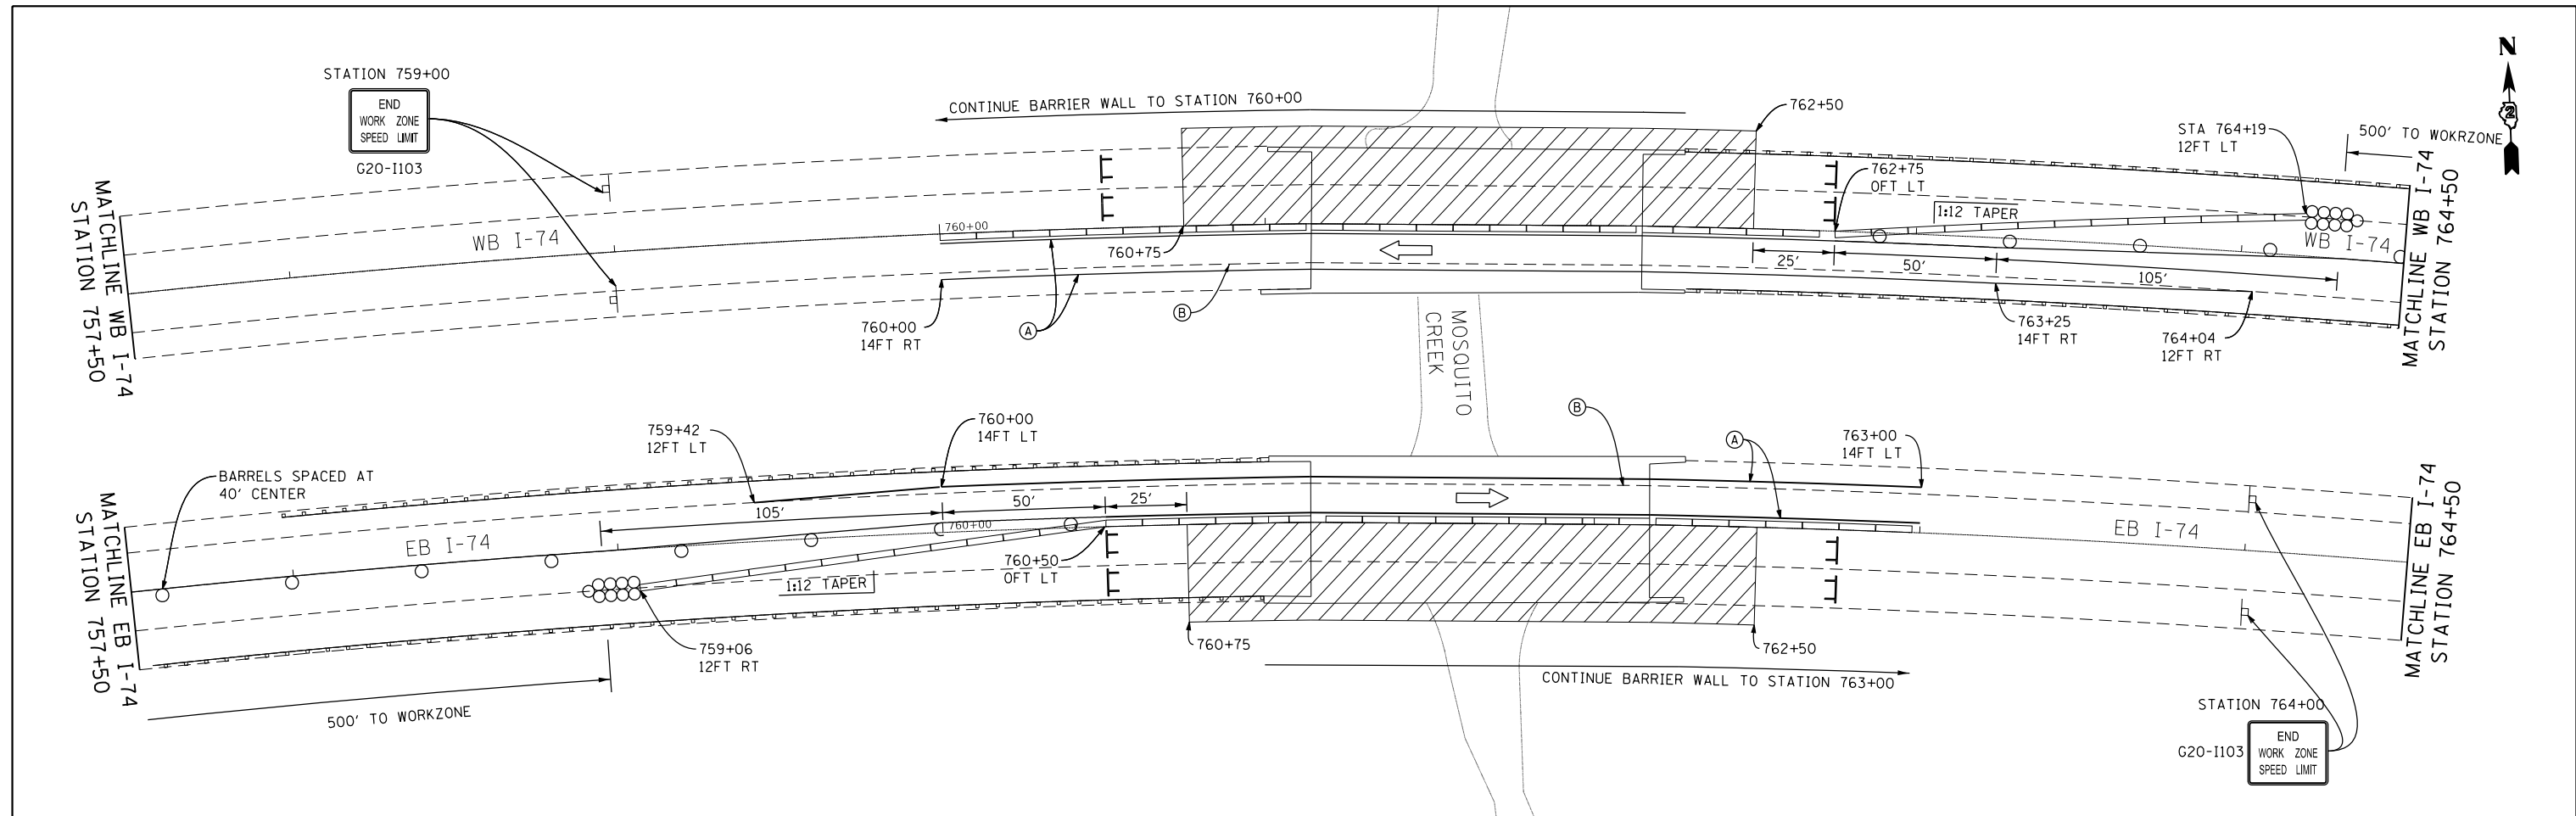 STATION 759+00
END
WORK ZONE
SPEED LIMIT
G20-I103
CONTINUE BARRIER WALL TO STATION 760+00
762+50
N
2
STA 764+19
12FT LT
500' TO WOKRZONE
MATCHLINE WB I-74
STATION 757+50
WB I-74
760+00
760+75
1:12 TAPER
762+75
0FT LT
WB I-74
25'
50'
105'
MATCHLINE WB I-74
STATION 764+50
760+00
14FT RT
A
B
763+25
14FT RT
764+04
12FT RT
MOSQUITO
CREEK
759+42
12FT LT
760+00
14FT LT
B
A
763+00
14FT LT
BARRELS SPACED AT
40' CENTER
105'
50'
25'
760+00
EB I-74
EB I-74
MATCHLINE EB I-74
STATION 757+50
1:12 TAPER
760+50
0FT LT
MATCHLINE EB I-74
STATION 764+50
759+06
12FT RT
760+75
762+50
500' TO WORKZONE
CONTINUE BARRIER WALL TO STATION 763+00
STATION 764+00
G20-I103
END
WORK ZONE
SPEED LIMIT